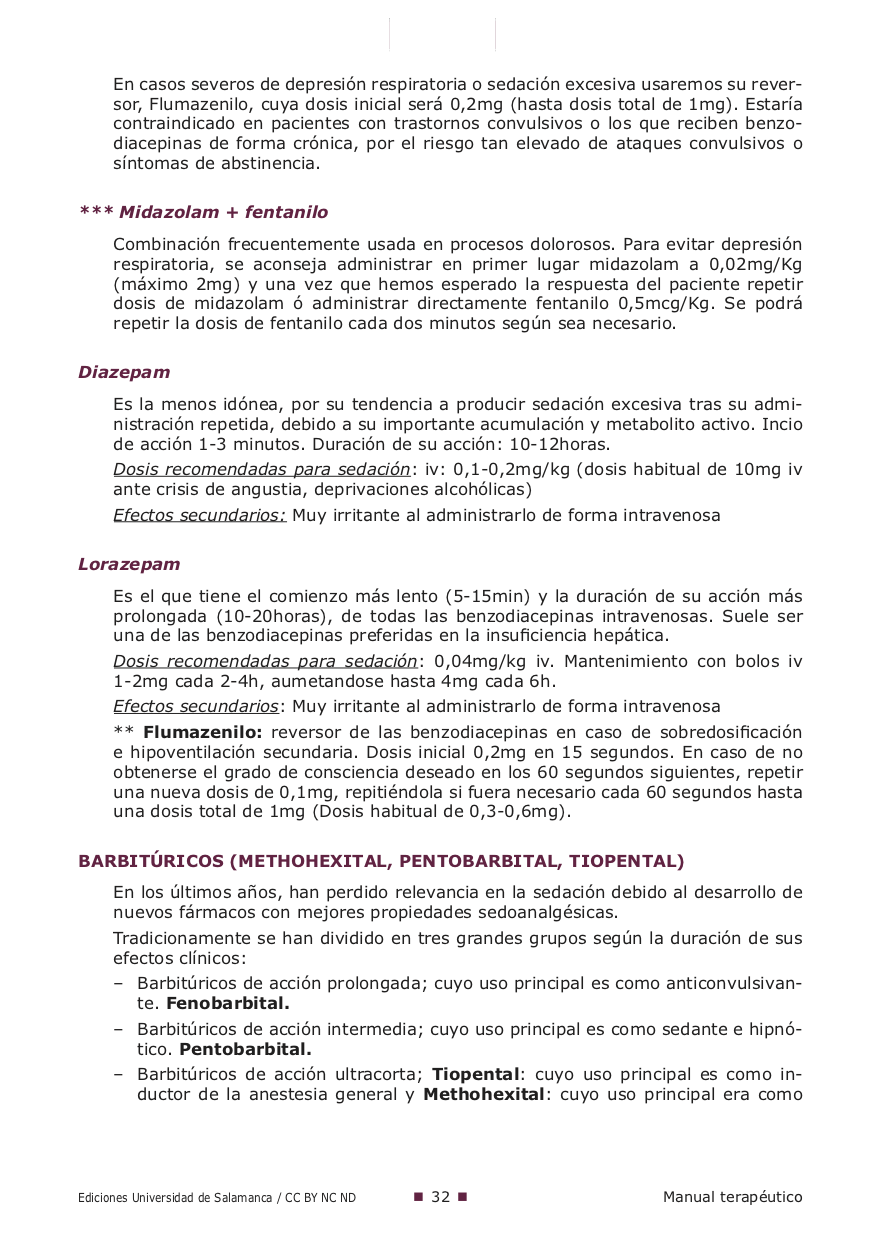 En casos severos de depresión respiratoria o sedación excesiva usaremos su rever-
sor, Flumazenilo, cuya dosis inicial será 0,2mg (hasta dosis total de 1mg). Estaría
contraindicado en pacientes con trastornos convulsivos o los que reciben benzo-
diacepinas de forma crónica, por el riesgo tan elevado de ataques convulsivos o
síntomas de abstinencia.
*** Midazolam + fentanilo
Combinación frecuentemente usada en procesos dolorosos. Para evitar depresión
respiratoria, se aconseja administrar en primer lugar midazolam a 0,02mg/Kg
(máximo 2mg) y una vez que hemos esperado la respuesta del paciente repetir
dosis de midazolam ó administrar directamente fentanilo 0,5mcg/Kg. Se podrá
repetir la dosis de fentanilo cada dos minutos según sea necesario.
Diazepam
Es la menos idónea, por su tendencia a producir sedación excesiva tras su admi-
nistración repetida, debido a su importante acumulación y metabolito activo. Incio
de acción 1-3 minutos. Duración de su acción: 10-12horas.
Dosis recomendadas para sedación: iv: 0,1-0,2mg/kg (dosis habitual de 10mg iv
ante crisis de angustia, deprivaciones alcohólicas)
Efectos secundarios: Muy irritante al administrarlo de forma intravenosa
Lorazepam
Es el que tiene el comienzo más lento (5-15min) y la duración de su acción más
prolongada (10-20horas), de todas las benzodiacepinas intravenosas. Suele ser
una de las benzodiacepinas preferidas en la insuficiencia hepática.
Dosis recomendadas para sedación: 0,04mg/kg iv. Mantenimiento con bolos iv
1-2mg cada 2-4h, aumetandose hasta 4mg cada 6h.
Efectos secundarios: Muy irritante al administrarlo de forma intravenosa
** Flumazenilo: reversor de las benzodiacepinas en caso de sobredosificación
e hipoventilación secundaria. Dosis inicial 0,2mg en 15 segundos. En caso de no
obtenerse el grado de consciencia deseado en los 60 segundos siguientes, repetir
una nueva dosis de 0,1mg, repitiéndola si fuera necesario cada 60 segundos hasta
una dosis total de 1mg (Dosis habitual de 0,3-0,6mg).
BARBITÚRICOS (METHOHEXITAL, PENTOBARBITAL, TIOPENTAL)
En los últimos años, han perdido relevancia en la sedación debido al desarrollo de
nuevos fármacos con mejores propiedades sedoanalgésicas.
Tradicionamente se han dividido en tres grandes grupos según la duración de sus
efectos clínicos:
– Barbitúricos de acción prolongada; cuyo uso principal es como anticonvulsivan-
te. Fenobarbital.
– Barbitúricos de acción intermedia; cuyo uso principal es como sedante e hipnó-
tico. Pentobarbital.
– Barbitúricos de acción ultracorta; Tiopental: cuyo uso principal es como in-
ductor de la anestesia general y Methohexital: cuyo uso principal era como
Ediciones Universidad de Salamanca / CC BY NC ND ■ 32 ■ Manual terapéutico